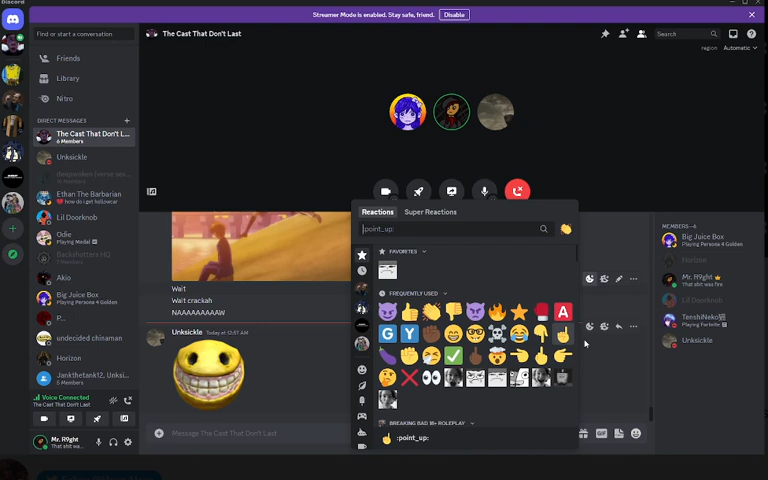 Discord
Streamer Mode is enabled. Stay safe, friend.
Disable
Find or start a conversation
The Cast That Don't Last
Search
region
Automatic
Friends
Library
Nitro
DIRECT MESSAGES
The Cast That Don't L...
6 Members
Unksickle
Ethan The Barbarian
how do i get hellowcar
Lil Doorknob
Odie
Playing Medal
Backshotters HQ
Akio
Big Juice Box
Playing Persona 4 Golden
P...
undecided chinaman
Horizon
Jankthetank12, Unksi...
Voice Connected
The Cast That Don't Last
Mr. R9ght
That shit wa...
Wait
Wait crackah
NAAAAAAAAW
Unksickle
Today at 12:57 AM
Message The Cast That Don't Last
Reactions
Super Reactions
:point_up:
FAVORITES
FREQUENTLY USED
A
G
Y
BREAKING BAD 18+ ROLEPLAY
:point_up:
GIF
MEMBERS—6
Big Juice Box
Playing Persona 4 Golden
Horizon
Mr. R9ght
That shit was fire
Lil Doorknob
TenshiNeko
Playing Fortnite
Unksickle